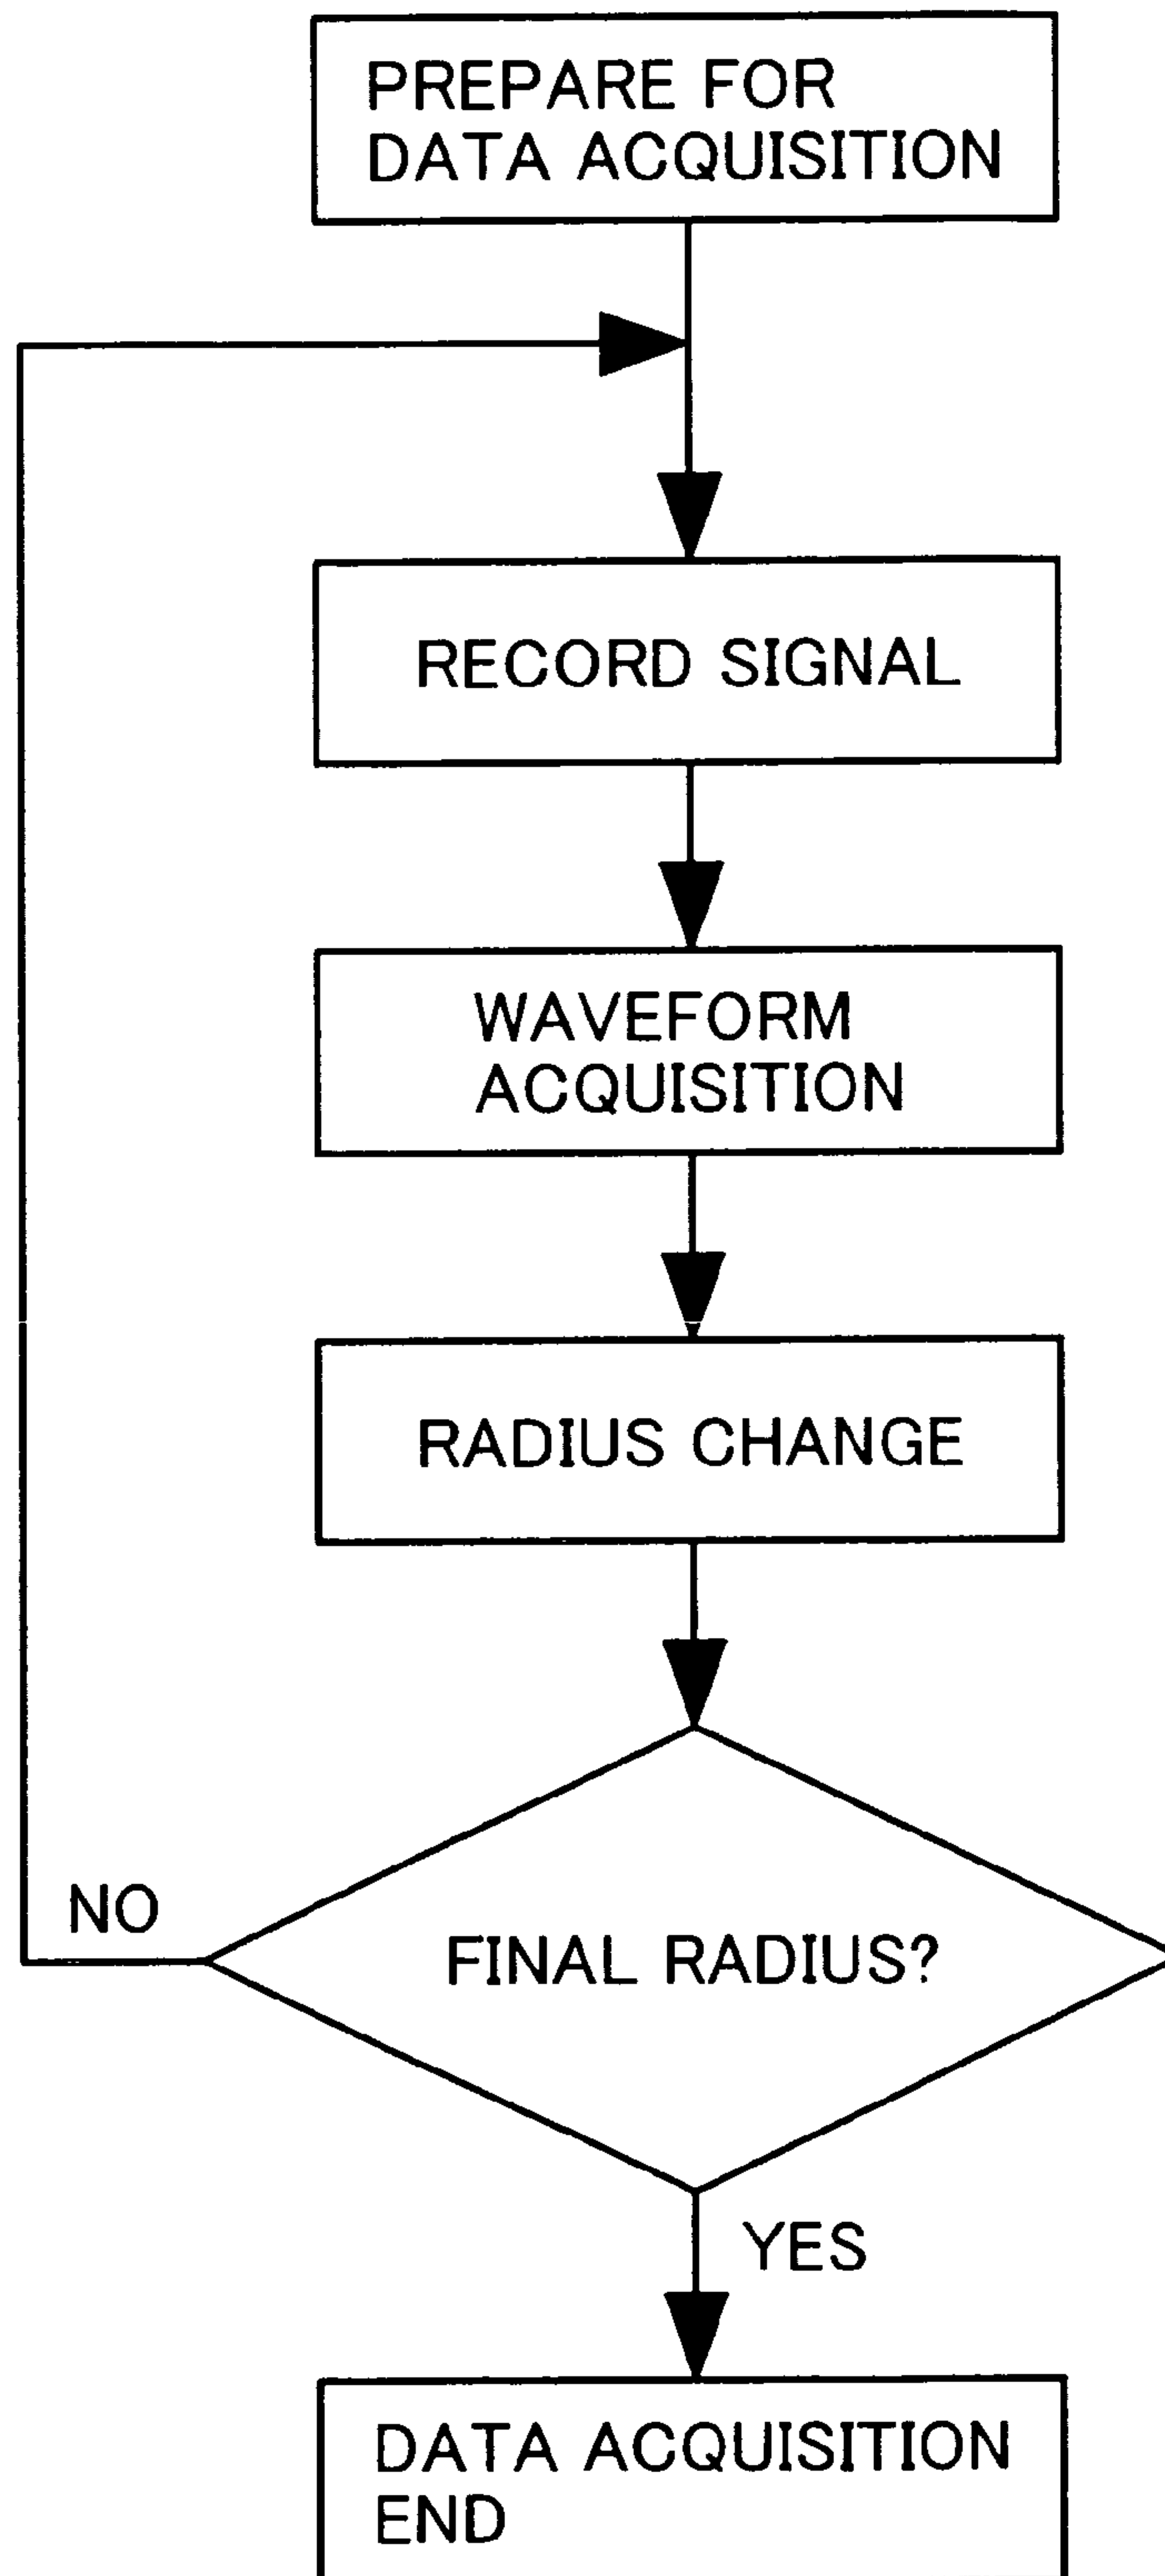 PREPARE FOR
DATA ACQUISITION
RECORD SIGNAL
WAVEFORM
ACQUISITION
RADIUS CHANGE
NO
FINAL RADIUS?
YES
DATA ACQUISITION
END